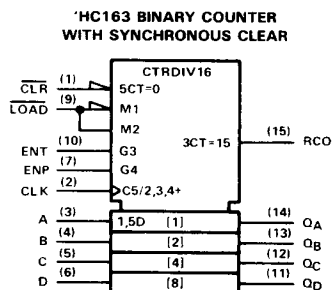 'HC163 BINARY COUNTER
WITH SYNCHRONOUS CLEAR
CTRDIV16
CLR (1) 5CT=0
LOAD (9) M1
M2
3CT=15 (15) RCO
ENT (10) G3
ENP (7) G4
CLK (2) C5/2,3,4+
A (3) 1,5D [1] (14) QA
B (4) [2] (13) QB
C (5) [4] (12) QC
D (6) [8] (11) QD